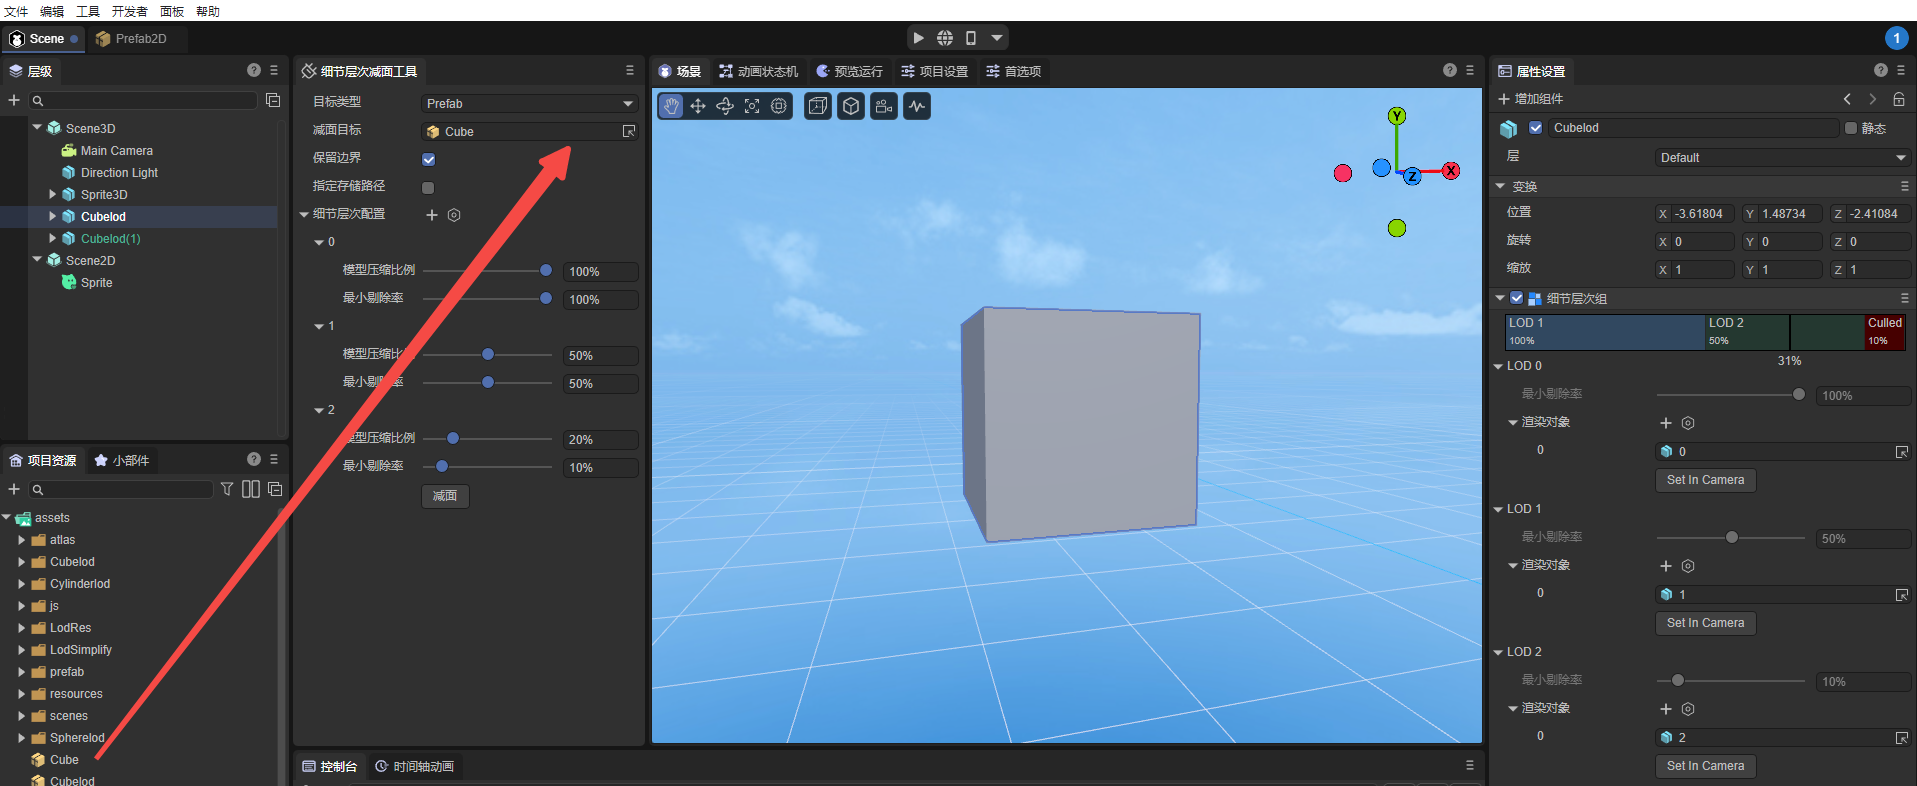 文件 编辑 工具 开发者 面板 帮助
Scene Prefab2D 1
层级
Scene3D
Main Camera
Direction Light
Sprite3D
Cubelod
Cubelod(1)
Scene2D
Sprite
项目资源 小部件
assets
atlas
Cubelod
Cylinderlod
js
LodRes
LodSimplify
prefab
resources
scenes
Spherelod
Cube
Cubelod
细节层次减面工具
目标类型 Prefab
减面目标 Cube
保留边界
指定存储路径
细节层次配置
0
模型压缩比例 100%
最小剔除率 100%
1
模型压缩比 50%
最小剔除率 50%
2
模型压缩比例 20%
最小剔除率 10%
减面
场景 动画状态机 预览运行 项目设置 首选项
Y
X
Z
控制台 时间轴动画
属性设置
增加组件
Cubelod 静态
层 Default
变换
位置 X -3.61804 Y 1.48734 Z -2.41084
旋转 X 0 Y 0 Z 0
缩放 X 1 Y 1 Z 1
细节层次组
LOD 1 LOD 2 Culled
100% 50% 10%
31%
LOD 0
最小剔除率 100%
渲染对象
0 0
Set In Camera
LOD 1
最小剔除率 50%
渲染对象
0 1
Set In Camera
LOD 2
最小剔除率 10%
渲染对象
0 2
Set In Camera